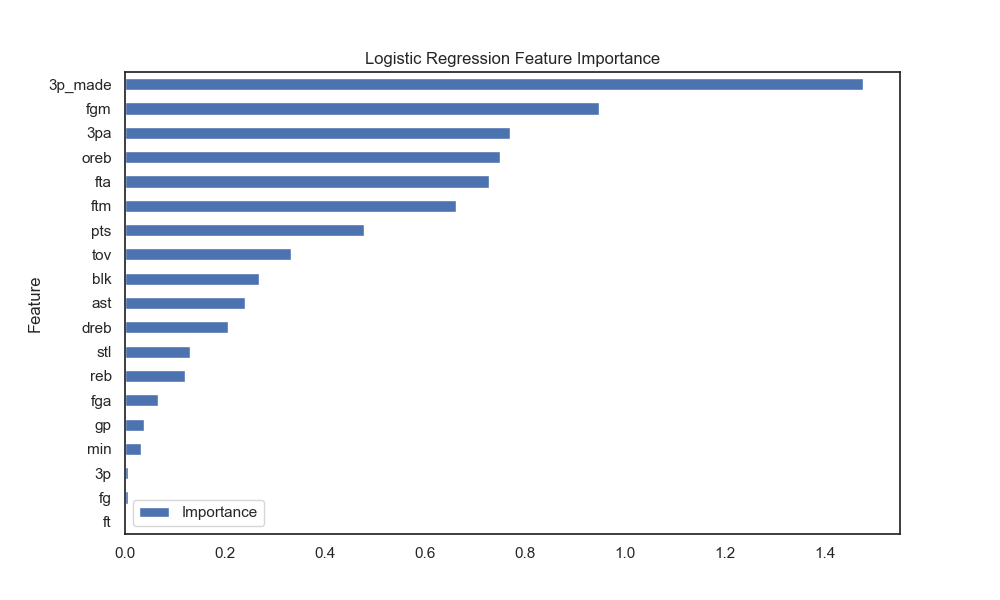 Logistic Regression Feature Importance
3p_made
fgm
3pa
oreb
fta
ftm
pts
tov
blk
ast
dreb
stl
reb
fga
gp
min
3p
fg
ft
Feature
Importance
0.0 0.2 0.4 0.6 0.8 1.0 1.2 1.4